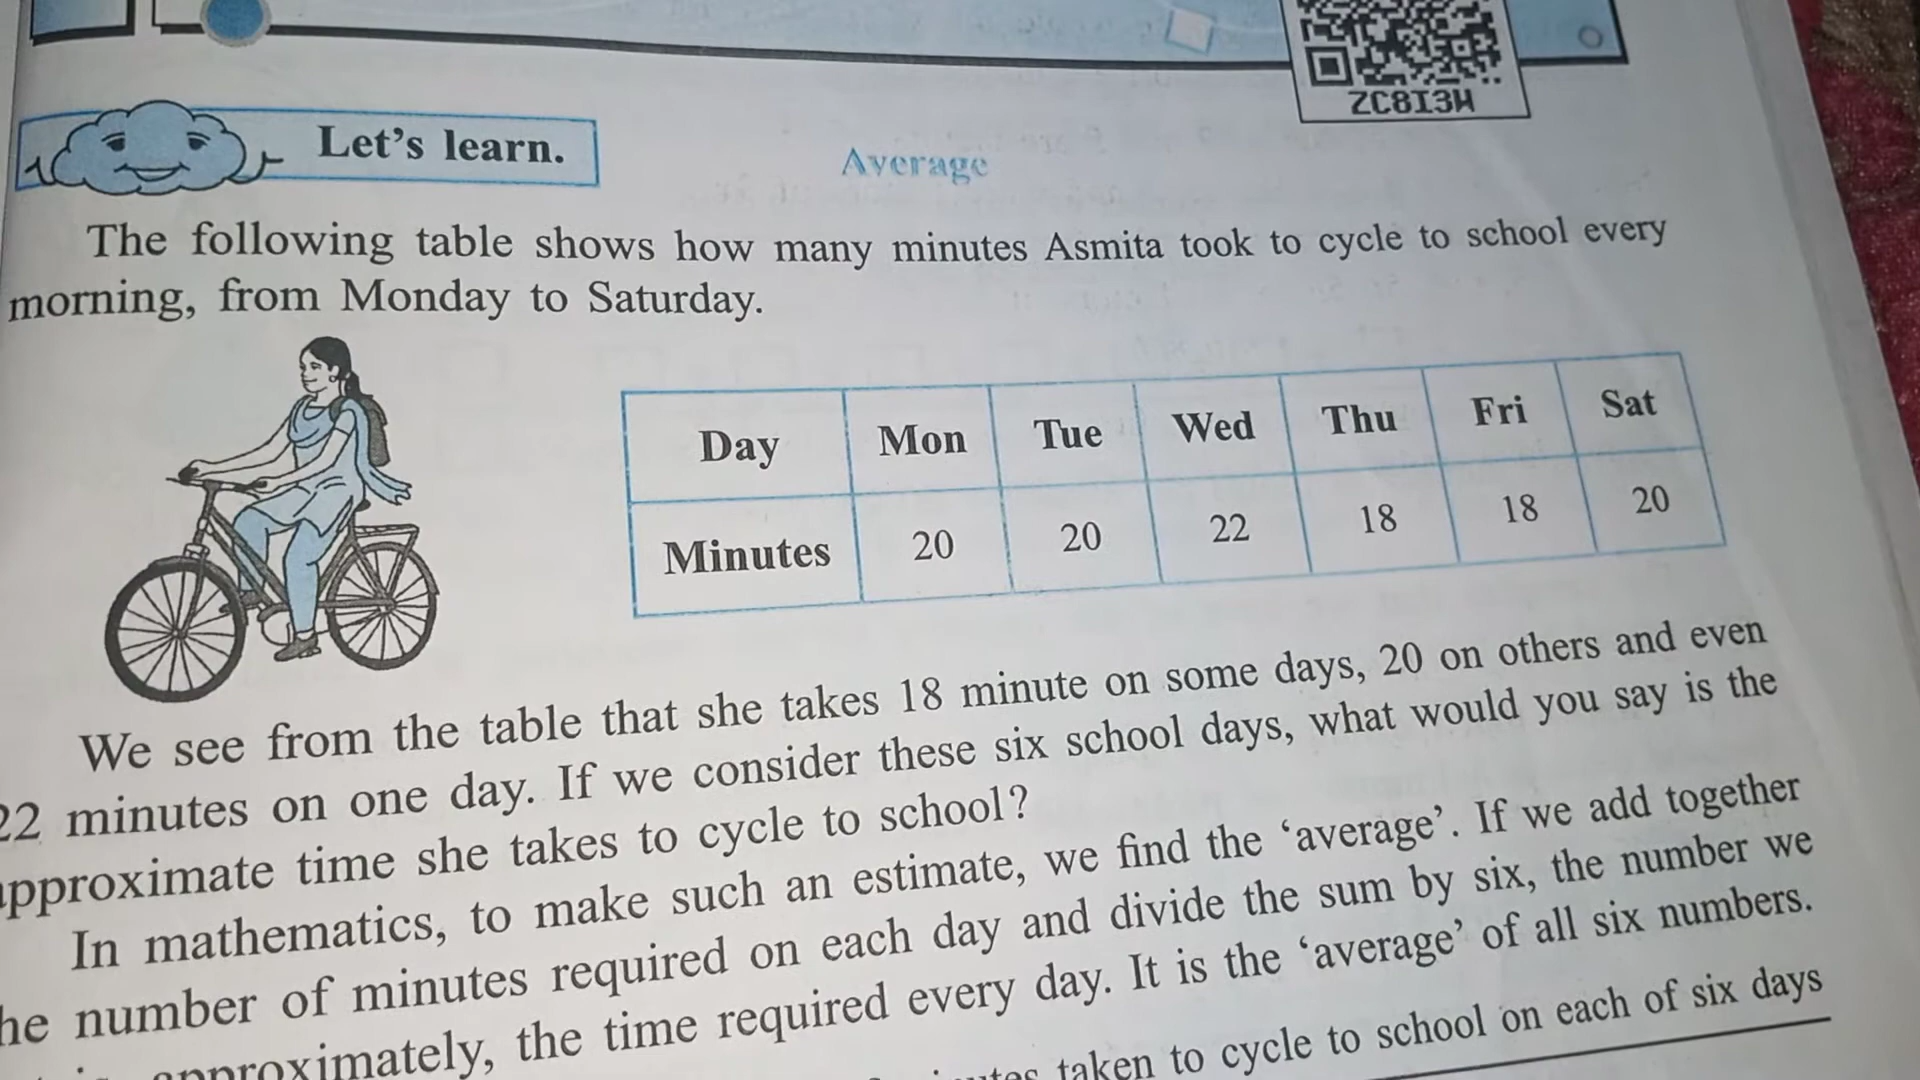 ZC8I3W
Let's learn.
Average
The following table shows how many minutes Asmita took to cycle to school every
morning, from Monday to Saturday.
Day Mon Tue Wed Thu Fri Sat
Minutes 20 20 22 18 18 20
We see from the table that she takes 18 minute on some days, 20 on others and even
22 minutes on one day. If we consider these six school days, what would you say is the
approximate time she takes to cycle to school?
In mathematics, to make such an estimate, we find the ‘average’. If we add together
the number of minutes required on each day and divide the sum by six, the number we
approximately, the time required every day. It is the ‘average’ of all six numbers.
taken to cycle to school on each of six days